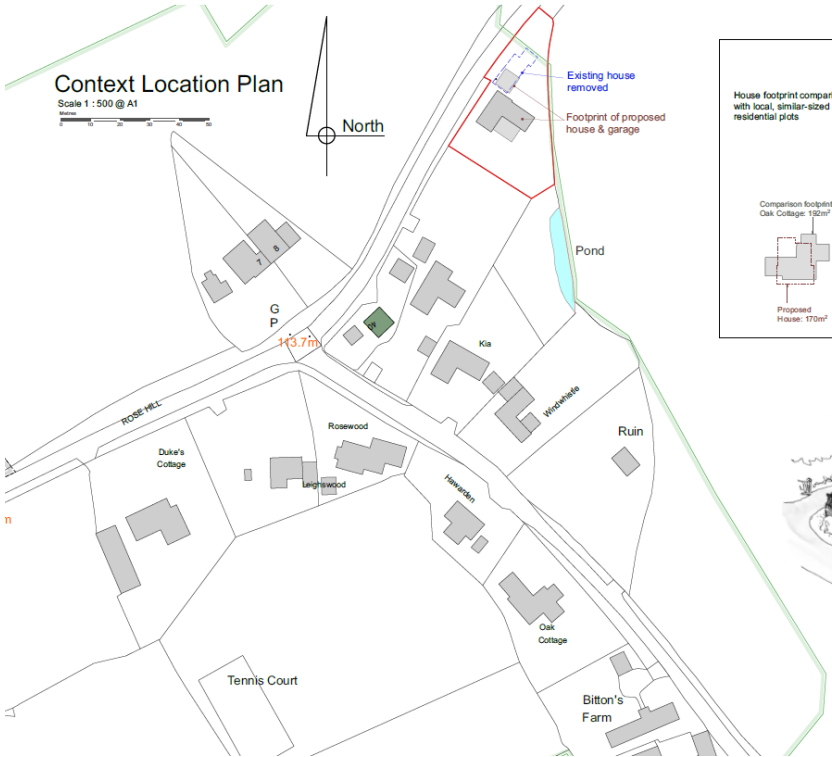 Context Location Plan
Scale 1 : 500 @ A1
Metres
0 10 20 30 40 50
North
Existing house
removed
Footprint of proposed
house & garage
House footprint compari
with local, similar-sized
residential plots
Comparison footprint
Oak Cottage: 192m²
Proposed
House: 170m²
Pond
7
8
G
P
113.7m
40
Kia
Windwhistle
Ruin
ROSE HILL
Rosewood
Duke's
Cottage
Leighswood
Hawarden
m
Oak
Cottage
Tennis Court
Bitton's
Farm